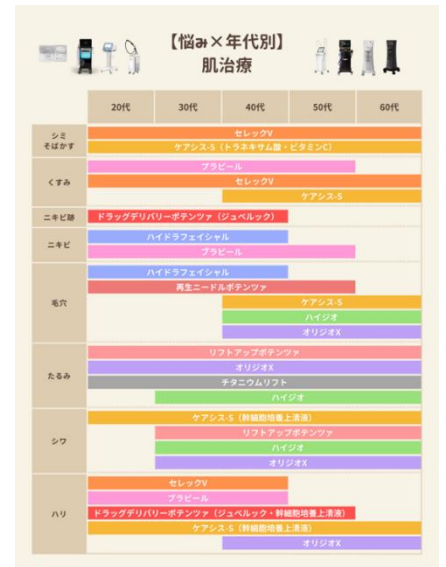 【悩み×年代別】
肌治療
20代 30代 40代 50代 60代
シミ
そばかす
セレックV
ケアシス-S（トラネキサム酸・ビタミンC）
くすみ
プラビール
セレックV
ケアシス-S
ニキビ跡
ドラッグデリバリーポテンツァ（ジュベルック）
ニキビ
ハイドラフェイシャル
プラビール
毛穴
ハイドラフェイシャル
再生ニードルポテンツァ
ケアシス-S
ハイジオ
オリジオX
たるみ
リフトアップポテンツァ
オリジオX
チタニウムリフト
ハイジオ
シワ
ケアシス-S（幹細胞培養上清液）
リフトアップポテンツァ
ハイジオ
オリジオX
ハリ
セレックV
プラビール
ドラッグデリバリーポテンツァ（ジュベルック・幹細胞培養上清液）
ケアシス-S（幹細胞培養上清液）
オリジオX